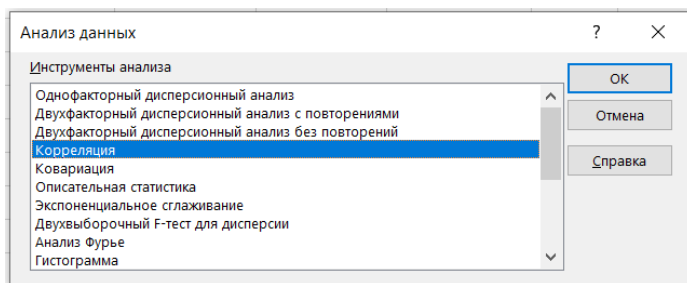 Анализ данных ? ×
Инструменты анализа
Однофакторный дисперсионный анализ
Двухфакторный дисперсионный анализ с повторениями
Двухфакторный дисперсионный анализ без повторений
Корреляция
Ковариация
Описательная статистика
Экспоненциальное сглаживание
Двухвыборочный F-тест для дисперсии
Анализ Фурье
Гистограмма
ОК
Отмена
Справка